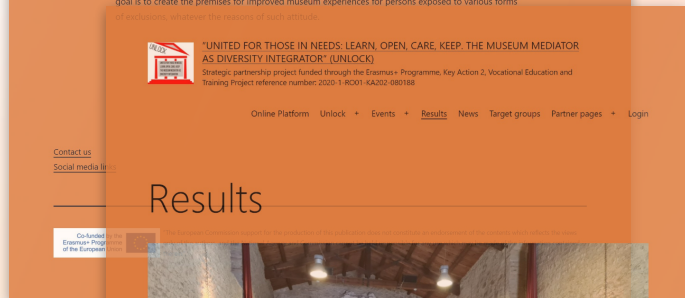 goal is to create the premises for improved museum experiences for persons exposed to various forms
of exclusions, whatever the reasons of such attitude.
UNLOCK
"UNITED FOR THOSE IN NEEDS: LEARN, OPEN, CARE, KEEP. THE MUSEUM MEDIATOR
AS DIVERSITY INTEGRATOR" (UNLOCK)
Strategic partnership project funded through the Erasmus+ Programme, Key Action 2, Vocational Education and
Training Project reference number: 2020-1-RO01-KA202-080188
Online Platform Unlock + Events + Results News Target groups Partner pages + Login
Contact us
Social media links
Results
Co-funded by the
Erasmus+ Programme
of the European Union